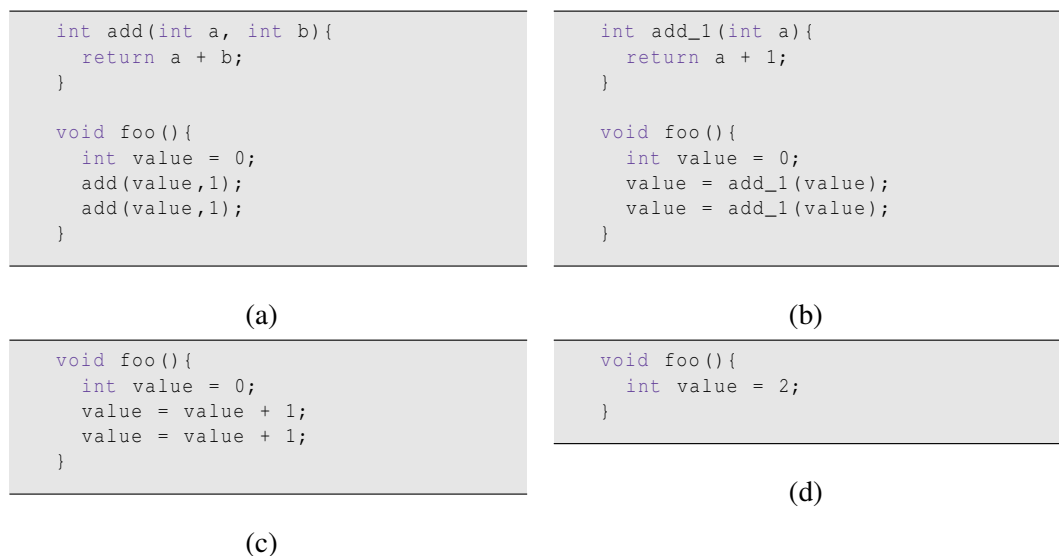 int add(int a, int b){
  return a + b;
}

void foo(){
  int value = 0;
  add(value,1);
  add(value,1);
}
(a)
int add_1(int a){
  return a + 1;
}

void foo(){
  int value = 0;
  value = add_1(value);
  value = add_1(value);
}
(b)
void foo(){
  int value = 0;
  value = value + 1;
  value = value + 1;
}
(c)
void foo(){
  int value = 2;
}
(d)